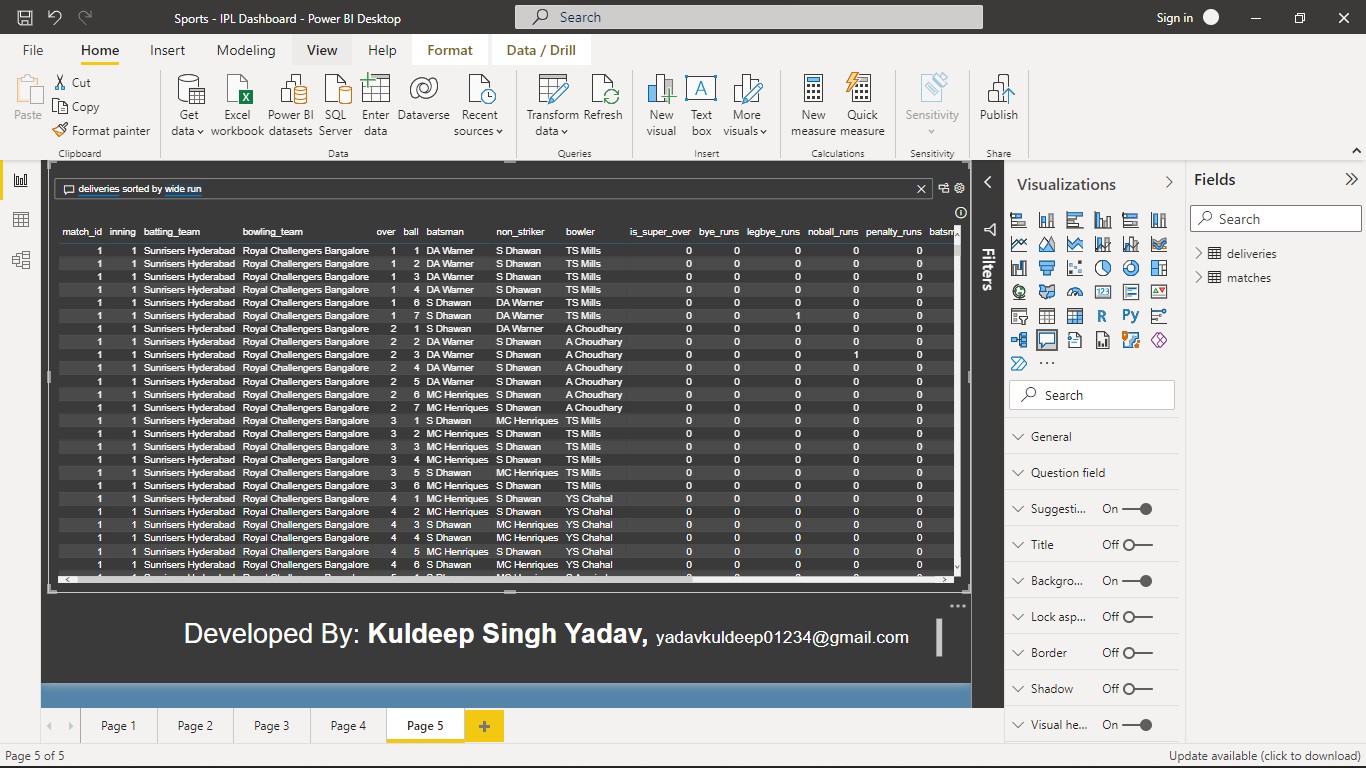 Sports - IPL Dashboard - Power BI Desktop
Search
Sign in
File Home Insert Modeling View Help Format Data / Drill
Paste
Cut
Copy
Format painter
Clipboard
Get data
Excel workbook
Power BI datasets
SQL Server
Enter data
Dataverse
Recent sources
Data
Transform data
Refresh
Queries
New visual
Text box
More visuals
Insert
New measure
Quick measure
Calculations
Sensitivity
Sensitivity
Publish
Share
deliveries sorted by wide run
match_id inning batting_team bowling_team over ball batsman non_striker bowler is_super_over bye_runs legbye_runs noball_runs penalty_runs
1 1 Sunrisers Hyderabad Royal Challengers Bangalore 1 1 DA Warner S Dhawan TS Mills 0 0 0 0 0
1 1 Sunrisers Hyderabad Royal Challengers Bangalore 1 2 DA Warner S Dhawan TS Mills 0 0 0 0 0
1 1 Sunrisers Hyderabad Royal Challengers Bangalore 1 3 DA Warner S Dhawan TS Mills 0 0 0 0 0
1 1 Sunrisers Hyderabad Royal Challengers Bangalore 1 4 DA Warner S Dhawan TS Mills 0 0 0 0 0
1 1 Sunrisers Hyderabad Royal Challengers Bangalore 1 6 S Dhawan DA Warner TS Mills 0 0 0 0 0
1 1 Sunrisers Hyderabad Royal Challengers Bangalore 1 7 S Dhawan DA Warner TS Mills 0 0 1 0 0
1 1 Sunrisers Hyderabad Royal Challengers Bangalore 2 1 S Dhawan DA Warner A Choudhary 0 0 0 0 0
1 1 Sunrisers Hyderabad Royal Challengers Bangalore 2 2 DA Warner S Dhawan A Choudhary 0 0 0 0 0
1 1 Sunrisers Hyderabad Royal Challengers Bangalore 2 3 DA Warner S Dhawan A Choudhary 0 0 0 1 0
1 1 Sunrisers Hyderabad Royal Challengers Bangalore 2 4 DA Warner S Dhawan A Choudhary 0 0 0 0 0
1 1 Sunrisers Hyderabad Royal Challengers Bangalore 2 5 DA Warner S Dhawan A Choudhary 0 0 0 0 0
1 1 Sunrisers Hyderabad Royal Challengers Bangalore 2 6 MC Henriques S Dhawan A Choudhary 0 0 0 0 0
1 1 Sunrisers Hyderabad Royal Challengers Bangalore 2 7 MC Henriques S Dhawan A Choudhary 0 0 0 0 0
1 1 Sunrisers Hyderabad Royal Challengers Bangalore 3 1 S Dhawan MC Henriques TS Mills 0 0 0 0 0
1 1 Sunrisers Hyderabad Royal Challengers Bangalore 3 2 MC Henriques S Dhawan TS Mills 0 0 0 0 0
1 1 Sunrisers Hyderabad Royal Challengers Bangalore 3 3 MC Henriques S Dhawan TS Mills 0 0 0 0 0
1 1 Sunrisers Hyderabad Royal Challengers Bangalore 3 4 MC Henriques S Dhawan TS Mills 0 0 0 0 0
1 1 Sunrisers Hyderabad Royal Challengers Bangalore 3 5 S Dhawan MC Henriques TS Mills 0 0 0 0 0
1 1 Sunrisers Hyderabad Royal Challengers Bangalore 3 6 MC Henriques S Dhawan TS Mills 0 0 0 0 0
1 1 Sunrisers Hyderabad Royal Challengers Bangalore 4 1 MC Henriques S Dhawan YS Chahal 0 0 0 0 0
1 1 Sunrisers Hyderabad Royal Challengers Bangalore 4 2 MC Henriques S Dhawan YS Chahal 0 0 0 0 0
1 1 Sunrisers Hyderabad Royal Challengers Bangalore 4 3 S Dhawan MC Henriques YS Chahal 0 0 0 0 0
1 1 Sunrisers Hyderabad Royal Challengers Bangalore 4 4 S Dhawan MC Henriques YS Chahal 0 0 0 0 0
1 1 Sunrisers Hyderabad Royal Challengers Bangalore 4 5 MC Henriques S Dhawan YS Chahal 0 0 0 0 0
1 1 Sunrisers Hyderabad Royal Challengers Bangalore 4 6 S Dhawan MC Henriques YS Chahal 0 0 0 0 0
Developed By: Kuldeep Singh Yadav, yadavkuldeep01234@gmail.com
Filters
Visualizations
123
R Py
Search
General
Question field
Suggesti... On
Title Off
Backgro... On
Lock asp... Off
Border Off
Shadow Off
Visual he... On
Fields
Search
deliveries
matches
Page 1 Page 2 Page 3 Page 4 Page 5 +
Page 5 of 5
Update available (click to download)